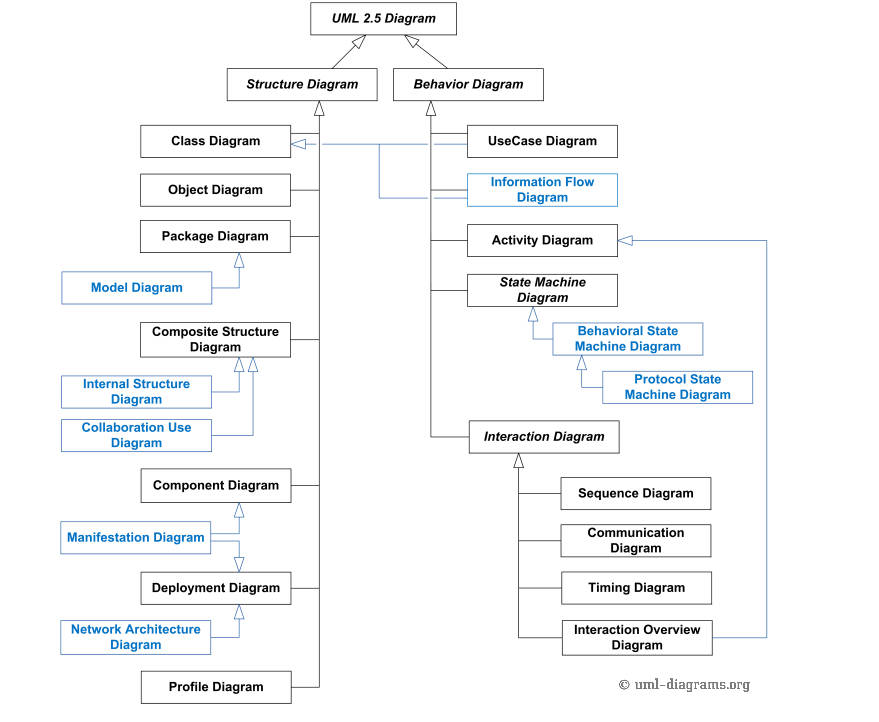 UML 2.5 Diagram
Structure Diagram
Behavior Diagram
Class Diagram
UseCase Diagram
Object Diagram
Information Flow
Diagram
Package Diagram
Activity Diagram
Model Diagram
State Machine
Diagram
Composite Structure
Diagram
Behavioral State
Machine Diagram
Internal Structure
Diagram
Protocol State
Machine Diagram
Collaboration Use
Diagram
Interaction Diagram
Component Diagram
Sequence Diagram
Manifestation Diagram
Communication
Diagram
Deployment Diagram
Timing Diagram
Network Architecture
Diagram
Interaction Overview
Diagram
Profile Diagram
© uml-diagrams.org